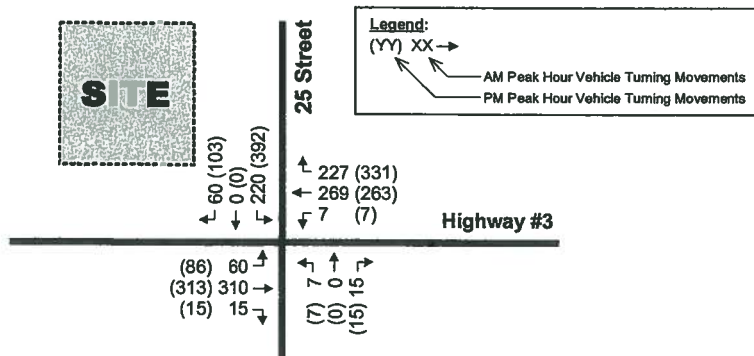 SITE
25 Street
Legend:
(YY) XX
AM Peak Hour Vehicle Turning Movements
PM Peak Hour Vehicle Turning Movements
60 (103)
0 (0)
220 (392)
227 (331)
269 (263)
7 (7)
Highway #3
(86) 60
(313) 310
(15) 15
(7) 7
(0) 0
(15) 15